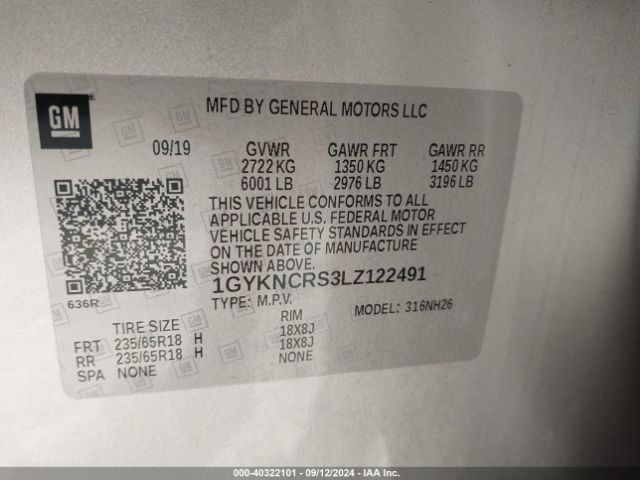 GM
MFD BY GENERAL MOTORS LLC
09/19 GVWR GAWR FRT GAWR RR
2722 KG 1350 KG 1450 KG
6001 LB 2976 LB 3196 LB
THIS VEHICLE CONFORMS TO ALL
APPLICABLE U.S. FEDERAL MOTOR
VEHICLE SAFETY STANDARDS IN EFFECT
ON THE DATE OF MANUFACTURE
SHOWN ABOVE.
1GYKNCRS3LZ122491
636R
TYPE: M.P.V. MODEL: 316NH26
TIRE SIZE RIM
FRT 235/65R18 H 18X8J
RR 235/65R18 H 18X8J
SPA NONE NONE
000-40322101 - 09/12/2024 - IAA Inc.